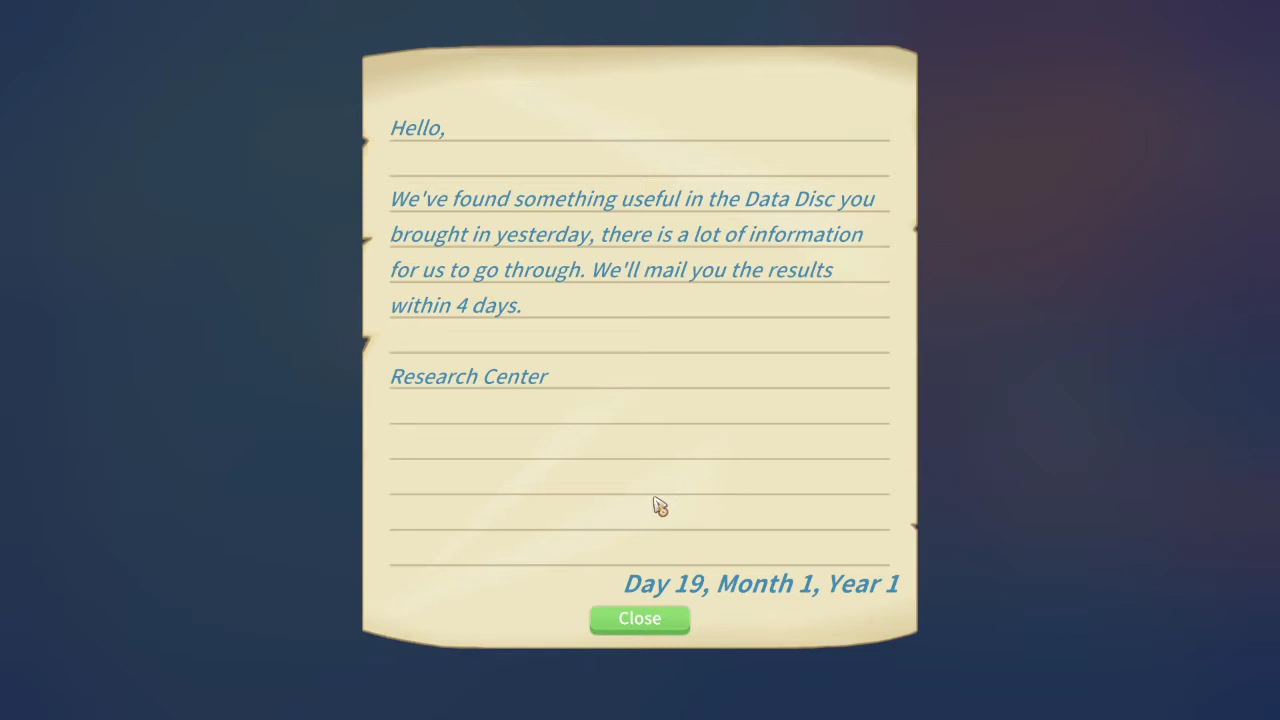 Hello,
We've found something useful in the Data Disc you
brought in yesterday, there is a lot of information
for us to go through. We'll mail you the results
within 4 days.
Research Center
Day 19, Month 1, Year 1
Close